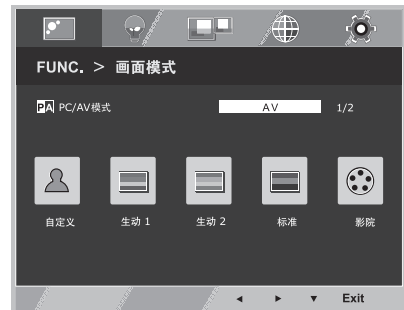 FUNC. > 画面模式
PA PC/AV模式 AV 1/2
自定义 生动 1 生动 2 标准 影院
◄ ► ▼ Exit